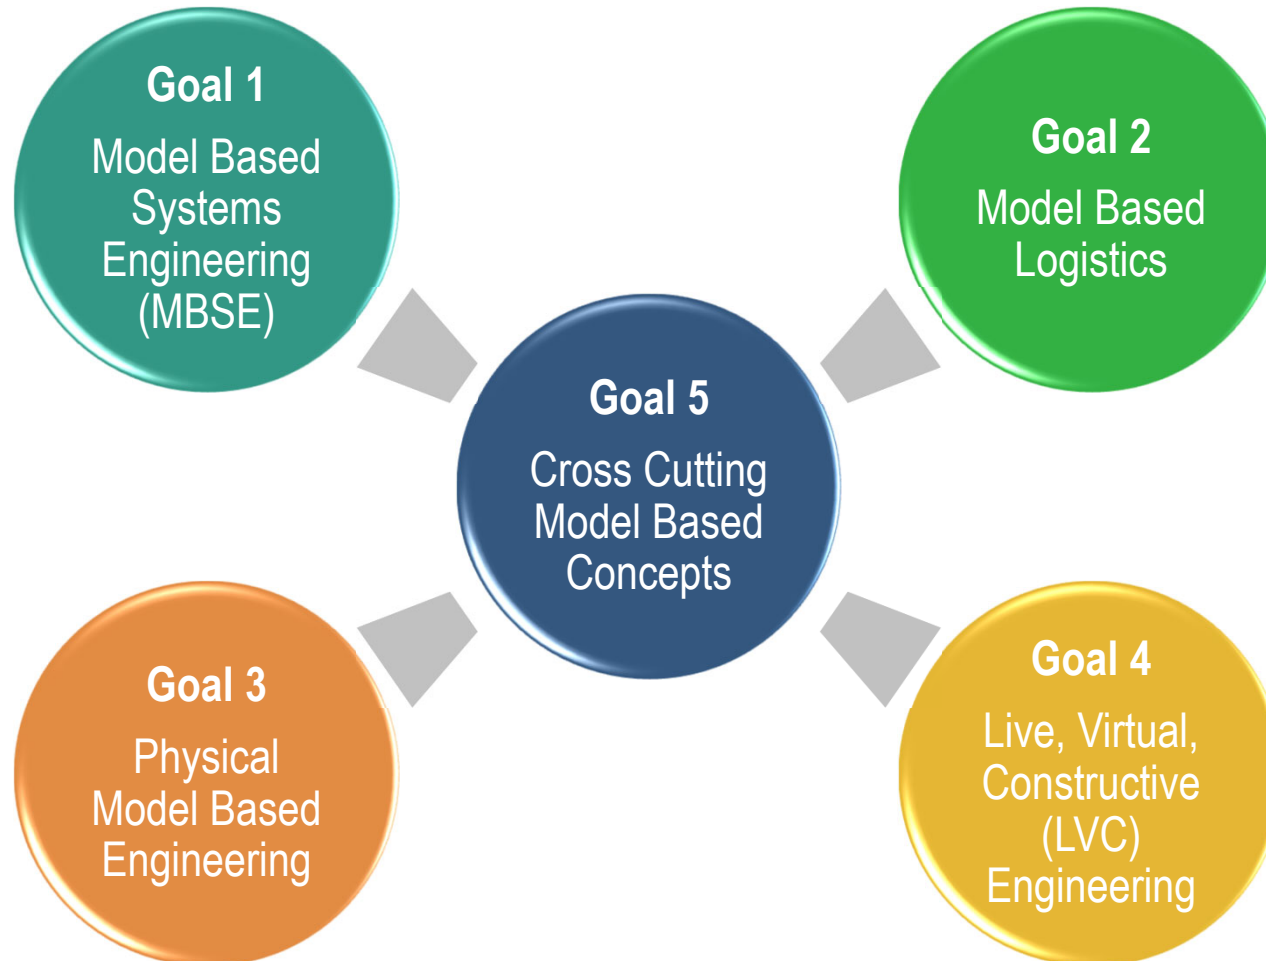 Goal 1
Model Based
Systems
Engineering
(MBSE)
Goal 2
Model Based
Logistics
Goal 5
Cross Cutting
Model Based
Concepts
Goal 3
Physical
Model Based
Engineering
Goal 4
Live, Virtual,
Constructive
(LVC)
Engineering